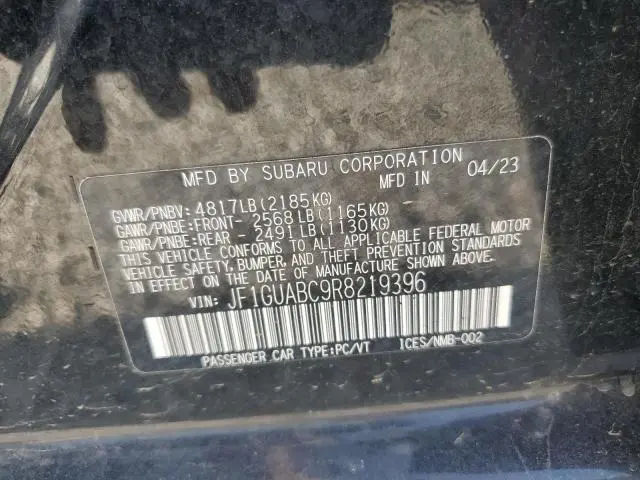 MFD BY SUBARU CORPORATION
MFD IN 04/23
GVWR/PNBV: 4817LB(2185KG)
GAWR/PNBE:FRONT- 2568LB(1165KG)
GAWR/PNBE:REAR - 2491LB(1130KG)
THIS VEHICLE CONFORMS TO ALL APPLICABLE FEDERAL MOTOR
VEHICLE SAFETY, BUMPER, AND THEFT PREVENTION STANDARDS
IN EFFECT ON THE DATE OF MANUFACTURE SHOWN ABOVE.
VIN: JF1GUABC9R8219396
PASSENGER CAR TYPE:PC/VT ICES/NMB-002